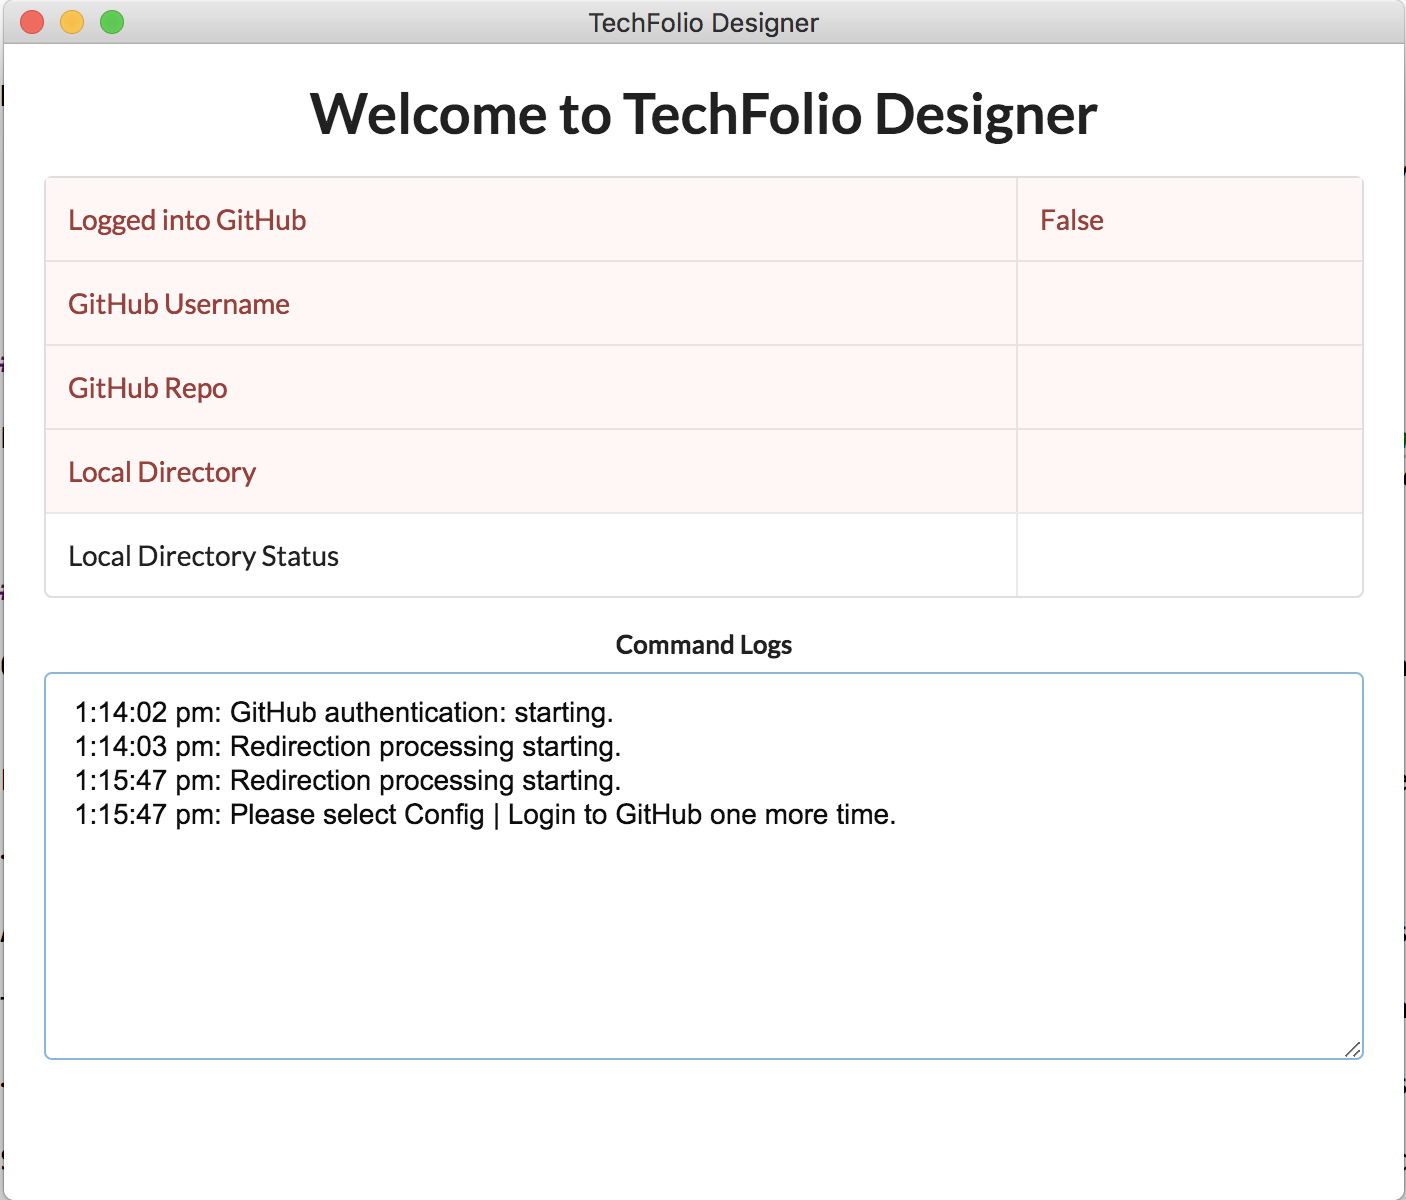 TechFolio Designer
Welcome to TechFolio Designer
Logged into GitHub False
GitHub Username
GitHub Repo
Local Directory
Local Directory Status
Command Logs
1:14:02 pm: GitHub authentication: starting.
1:14:03 pm: Redirection processing starting.
1:15:47 pm: Redirection processing starting.
1:15:47 pm: Please select Config | Login to GitHub one more time.